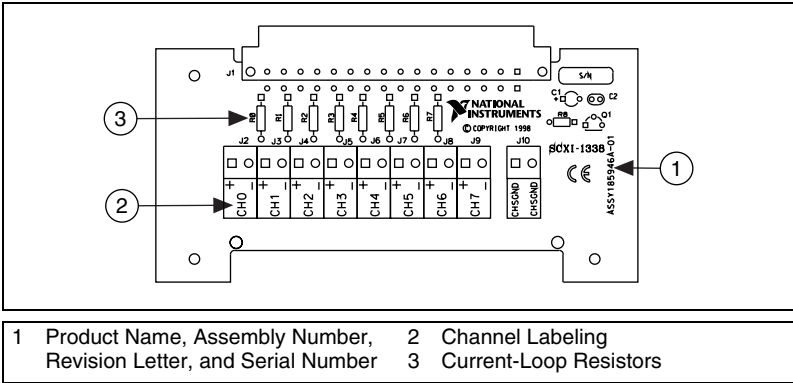 J1
S/N
C1
+
C2
3
R0 R1 R2 R3 R4 R5 R6 R7
NATIONAL
INSTRUMENTS
© COPYRIGHT 1998
R8
Q1
J2 J3 J4 J5 J6 J7 J8 J9 J10
SCXI-1338
ASSY185946A-01
CE
1
+ − + − + − + − + − + − + − + −
2
CH0 CH1 CH2 CH3 CH4 CH5 CH6 CH7 CHSGND CHSGND
1 Product Name, Assembly Number, Revision Letter, and Serial Number
2 Channel Labeling
3 Current-Loop Resistors